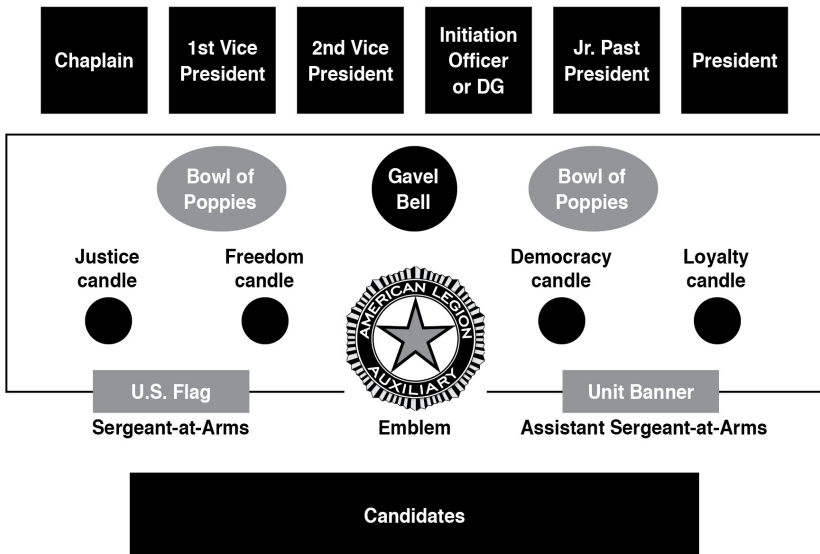 Chaplain
1st Vice
President
2nd Vice
President
Initiation
Officer
or DG
Jr. Past
President
President
Bowl of
Poppies
Gavel
Bell
Bowl of
Poppies
Justice
candle
Freedom
candle
Democracy
candle
Loyalty
candle
AMERICAN LEGION
AUXILIARY
U.S. Flag
Unit Banner
Sergeant-at-Arms
Emblem
Assistant Sergeant-at-Arms
Candidates